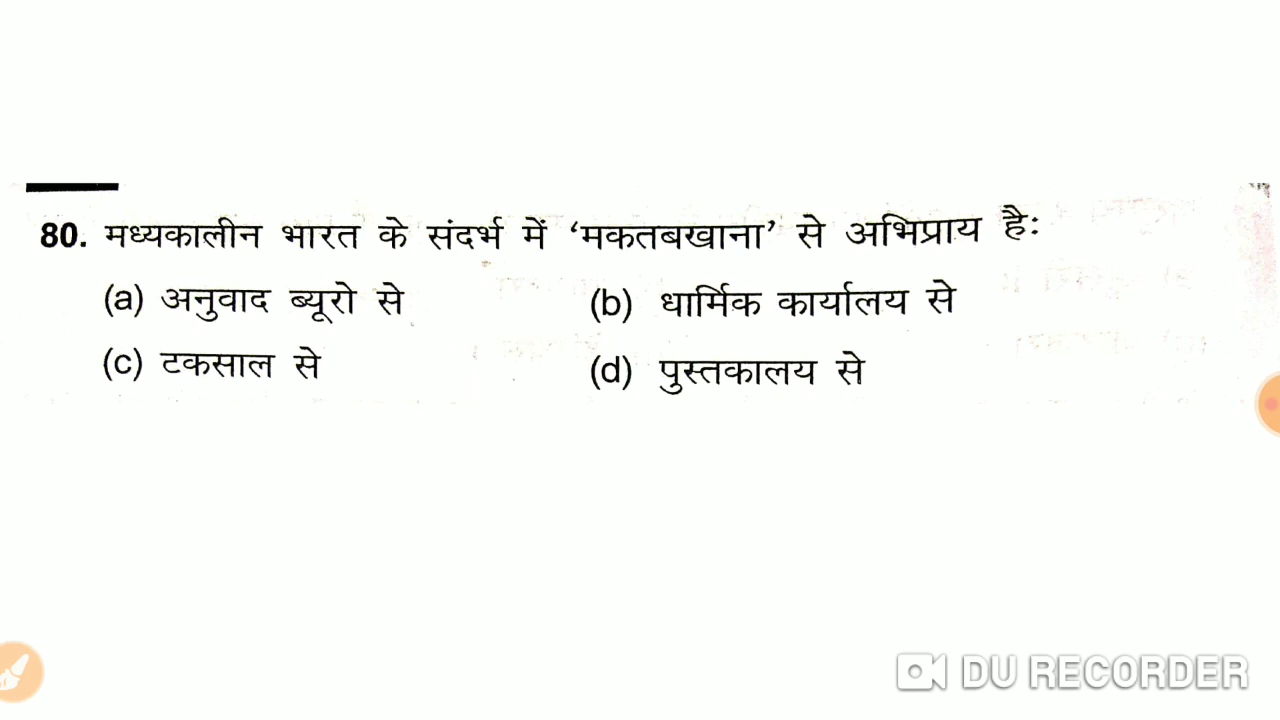 80. मध्यकालीन भारत के संदर्भ में ‘मकतबखाना’ से अभिप्राय है:
(a) अनुवाद ब्यूरो से (b) धार्मिक कार्यालय से
(c) टकसाल से (d) पुस्तकालय से
DU RECORDER